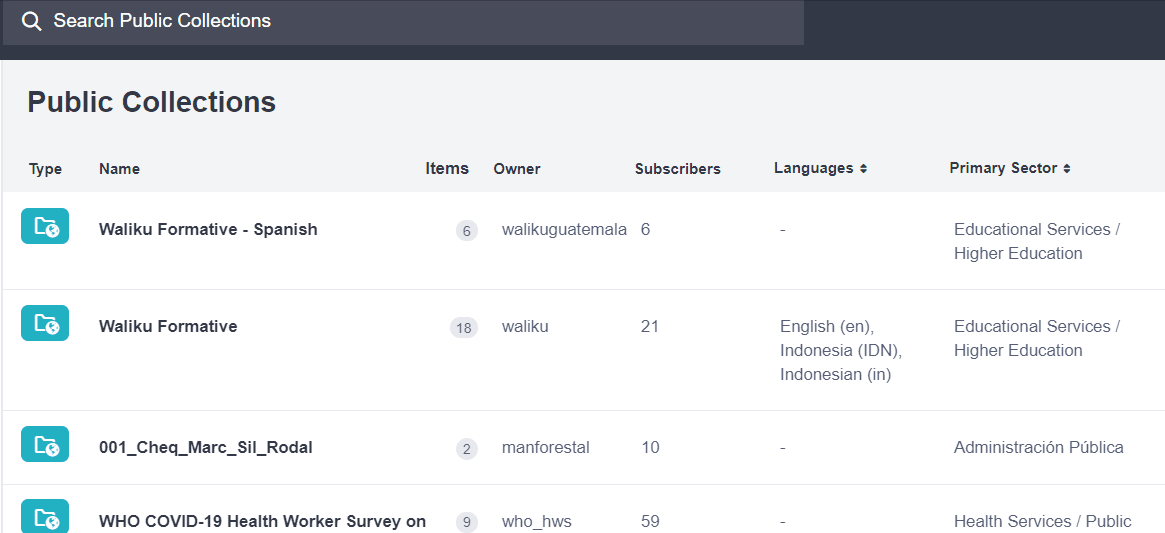 Search Public Collections
Public Collections
Type Name Items Owner Subscribers Languages Primary Sector
Waliku Formative - Spanish 6 walikuguatemala 6 - Educational Services /
Higher Education
Waliku Formative 18 waliku 21 English (en), Educational Services /
Indonesia (IDN), Higher Education
Indonesian (in)
001_Cheq_Marc_Sil_Rodal 2 manforestal 10 - Administración Pública
WHO COVID-19 Health Worker Survey on 9 who_hws 59 - Health Services / Public